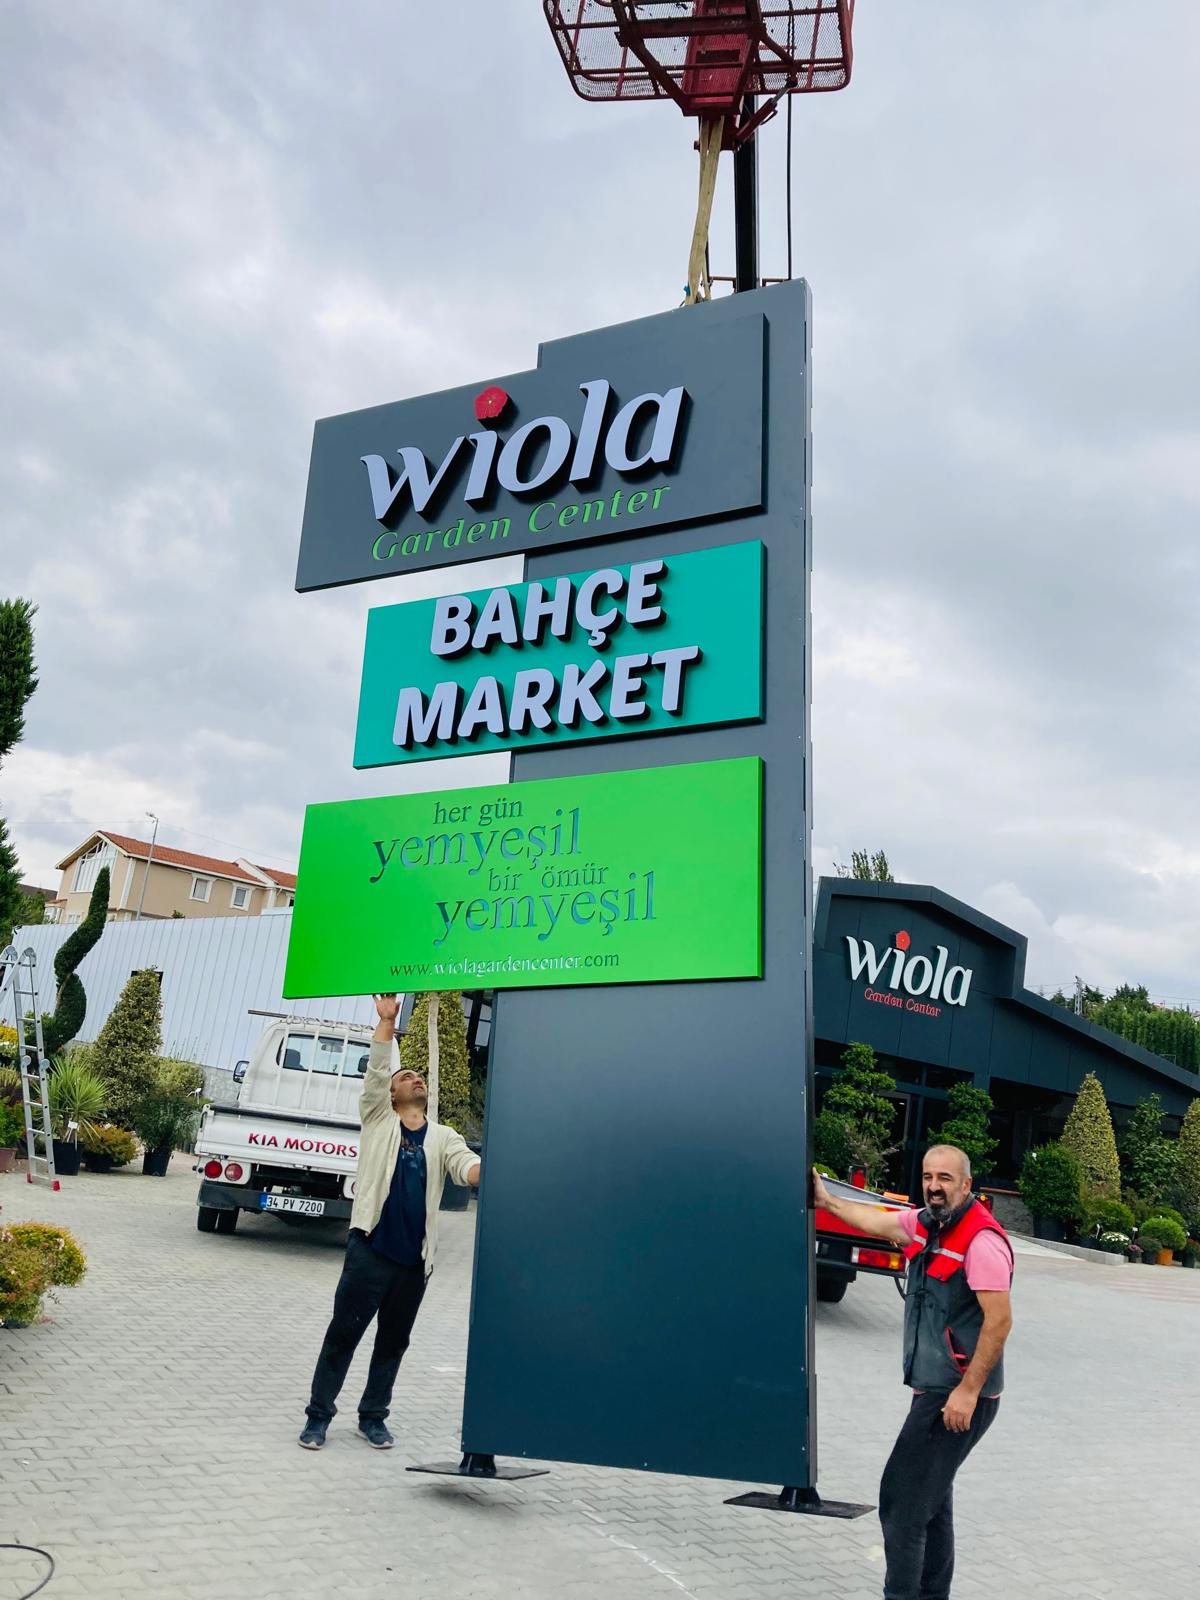 wiola
Garden Center
BAHÇE
MARKET
her gün
yemyeşil
bir ömür
yemyeşil
www.wiolagardencenter.com
wiola
Garden Center
KIA MOTORS
34 PV 7200